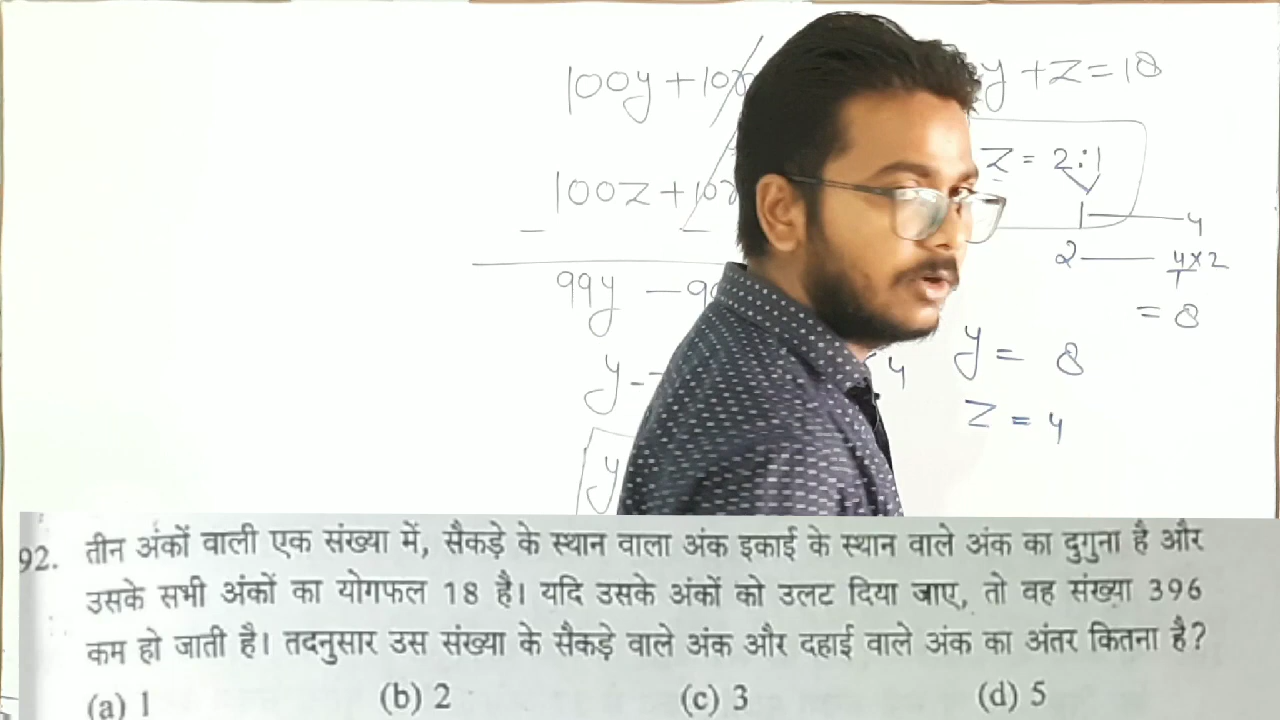 100y + 10x
y + z = 18
z = 2:1
100z + 10x
1 — 4
2 — 4×2/1
= 8
99y — 99
y = 8
y -
4
z = 4
y
92. तीन अंकों वाली एक संख्या में, सैकड़े के स्थान वाला अंक इकाई के स्थान वाले अंक का दुगुना है और
उसके सभी अंकों का योगफल 18 है। यदि उसके अंकों को उलट दिया जाए, तो वह संख्या 396
कम हो जाती है। तदनुसार उस संख्या के सैकड़े वाले अंक और दहाई वाले अंक का अंतर कितना है?
(a) 1 (b) 2 (c) 3 (d) 5